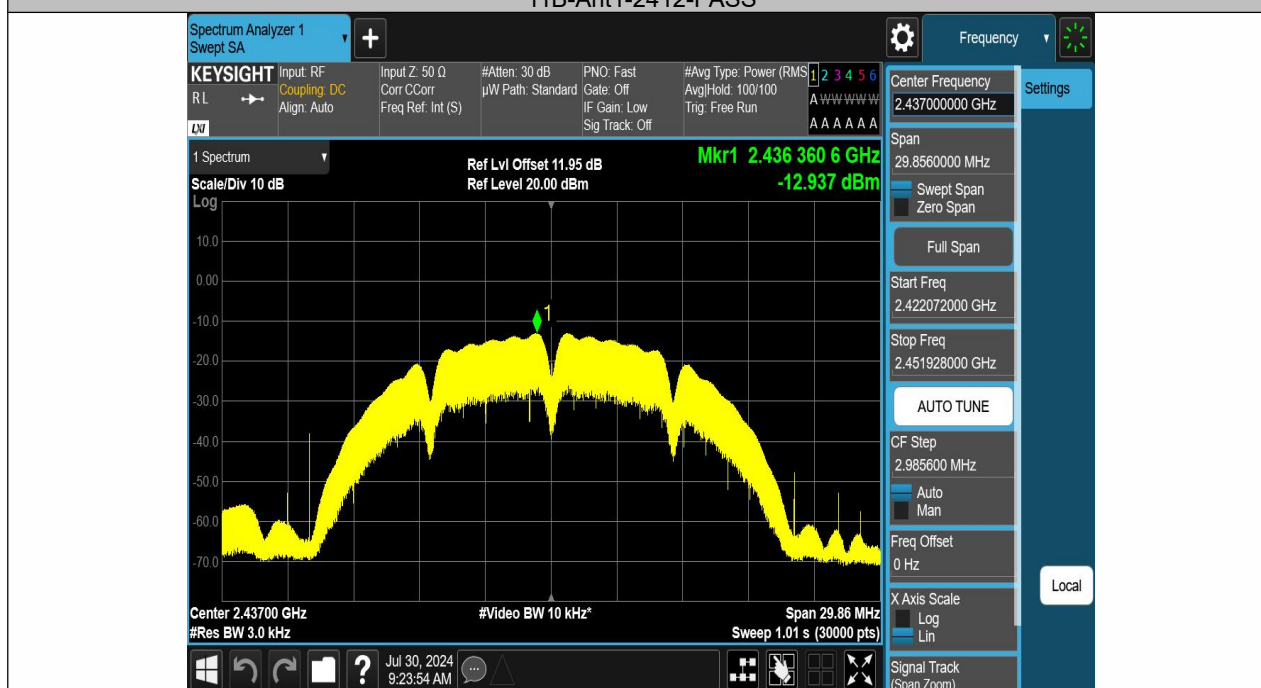 11B-Ant1-2412-PASS
Spectrum Analyzer 1
Swept SA
+
Frequency
KEYSIGHT
R L
LXI
Input: RF
Coupling: DC
Align: Auto
Input Z: 50 Ω
Corr CCorr
Freq Ref: Int (S)
#Atten: 30 dB
µW Path: Standard
PNO: Fast
Gate: Off
IF Gain: Low
Sig Track: Off
#Avg Type: Power (RMS
Avg|Hold: 100/100
Trig: Free Run
1 2 3 4 5 6
A W W W W W
A A A A A A
Center Frequency
2.437000000 GHz
Settings
Span
29.8560000 MHz
Swept Span
Zero Span
Full Span
Start Freq
2.422072000 GHz
Stop Freq
2.451928000 GHz
AUTO TUNE
CF Step
2.985600 MHz
Auto
Man
Freq Offset
0 Hz
X Axis Scale
Log
Lin
Signal Track
(Span Zoom)
Local
1 Spectrum
Scale/Div 10 dB
Log
Ref Lvl Offset 11.95 dB
Ref Level 20.00 dBm
Mkr1 2.436 360 6 GHz
-12.937 dBm
10.0
0.00
-10.0
-20.0
-30.0
-40.0
-50.0
-60.0
-70.0
1
Center 2.43700 GHz
#Res BW 3.0 kHz
#Video BW 10 kHz*
Span 29.86 MHz
Sweep 1.01 s (30000 pts)
?
Jul 30, 2024
9:23:54 AM